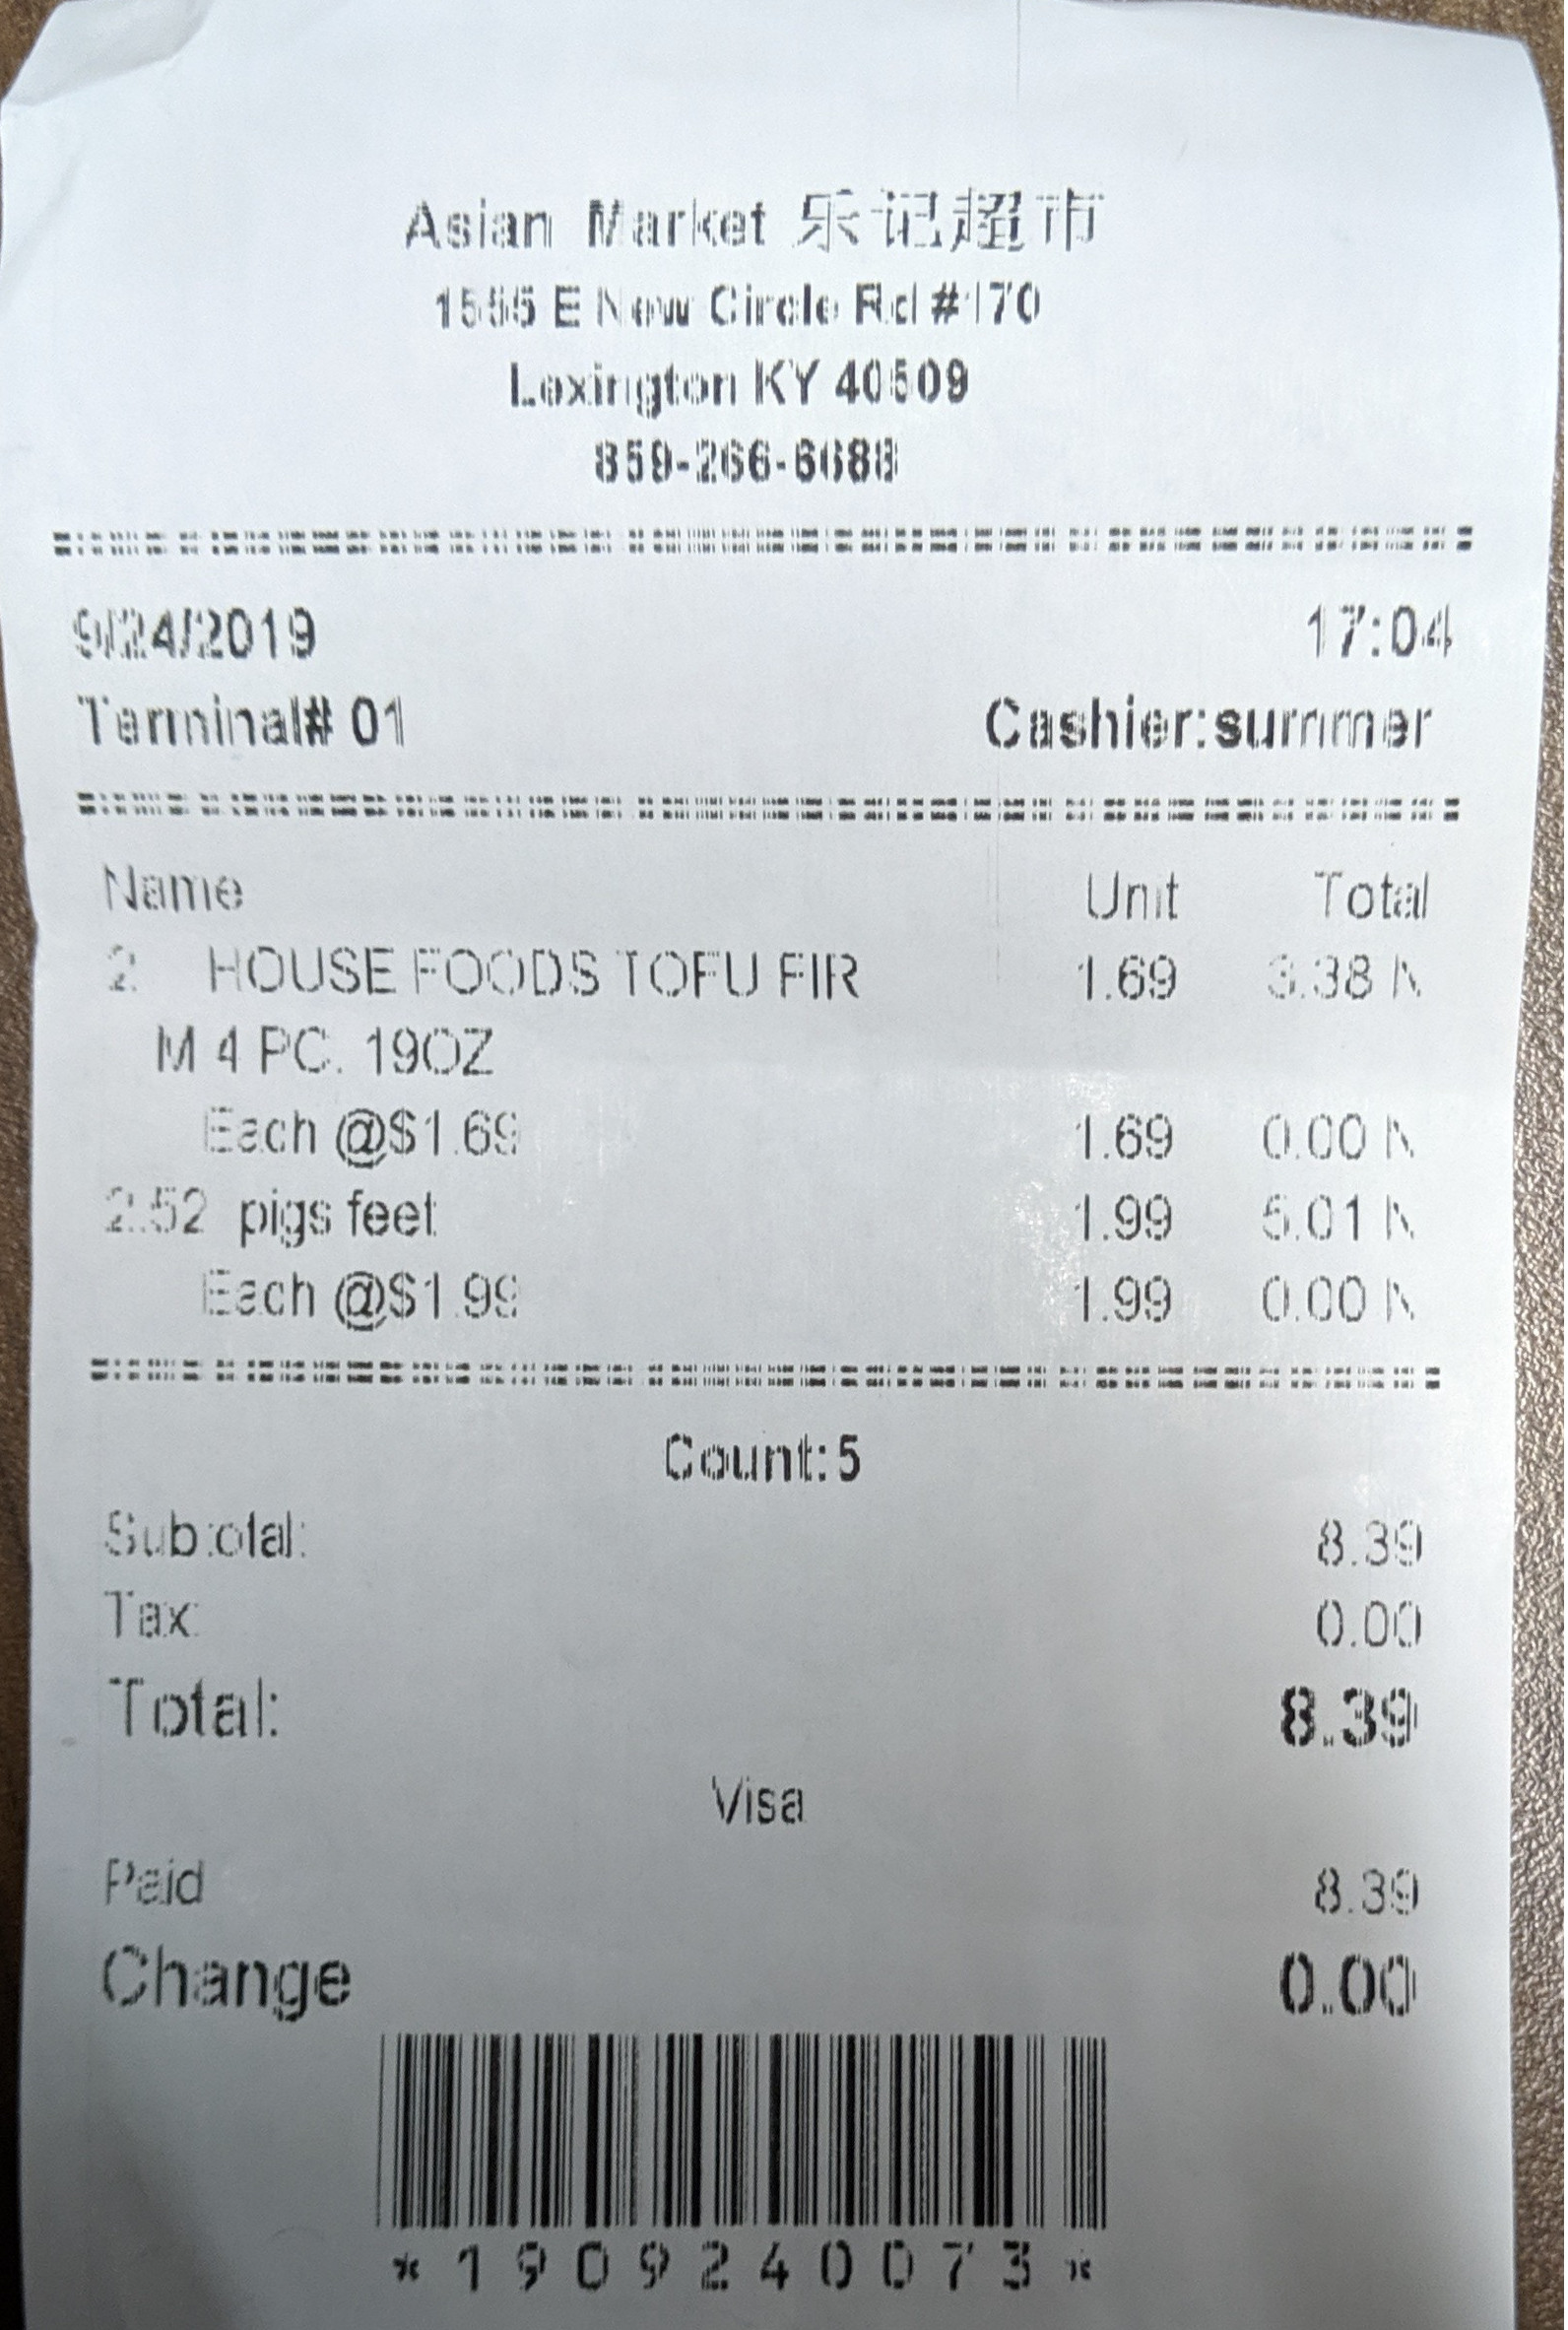 Asian Market 乐记超市
1555 E New Circle Rd #170
Lexington KY 40509
859-266-6688
9/24/2019 17:04
Terminal# 01 Cashier:summer
Name Unit Total
2 HOUSE FOODS TOFU FIR 1.69 3.38 N
M 4 PC. 19OZ
Each @$1.69 1.69 0.00 N
2.52 pigs feet 1.99 5.01 N
Each @$1.99 1.99 0.00 N
Count:5
Subtotal: 8.39
Tax: 0.00
Total: 8.39
Visa
Paid 8.39
Change 0.00
*1909240073*